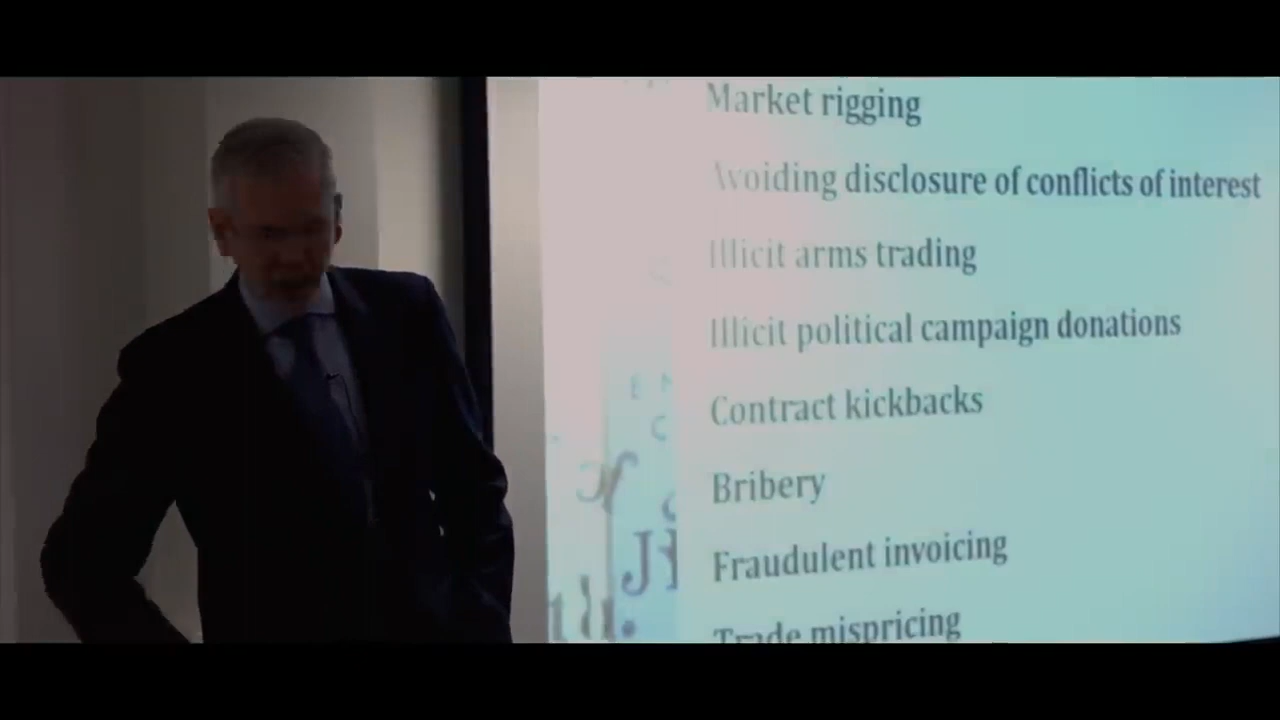 Market rigging
Avoiding disclosure of conflicts of interest
Illicit arms trading
Illicit political campaign donations
Contract kickbacks
Bribery
Fraudulent invoicing
Trade mispricing